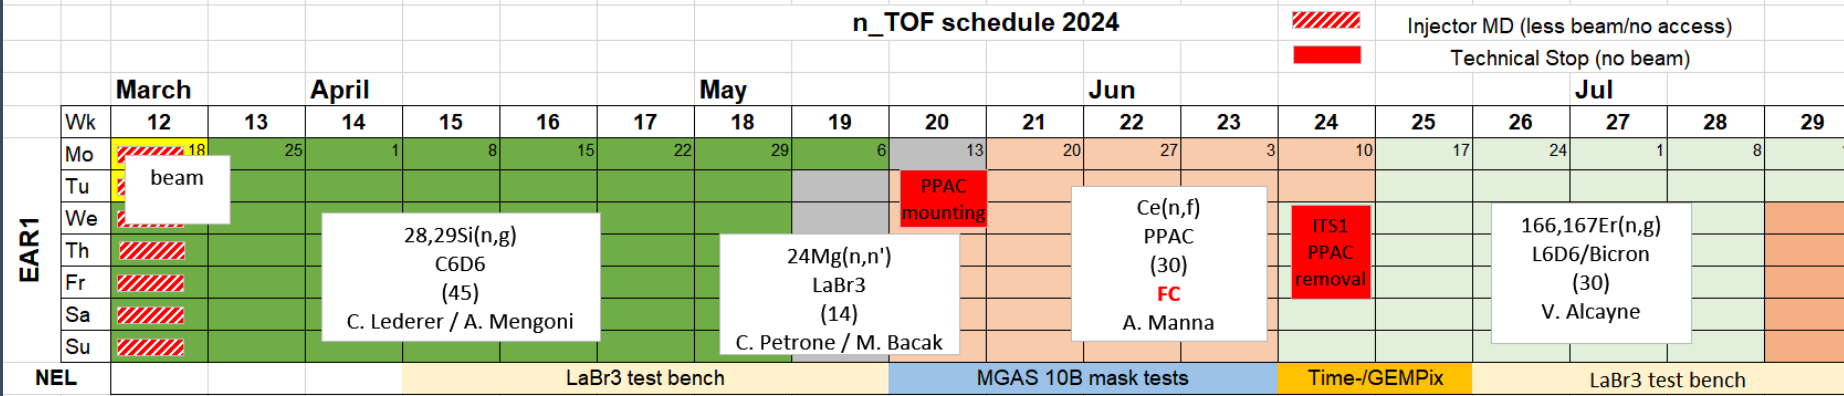 n_TOF schedule 2024
Injector MD (less beam/no access)
Technical Stop (no beam)
March April May Jun Jul
Wk 12 13 14 15 16 17 18 19 20 21 22 23 24 25 26 27 28 29
EAR1
Mo 18 25 1 8 15 22 29 6 13 20 27 3 10 17 24 1 8
Tu
We
Th
Fr
Sa
Su
beam
28,29Si(n,g)
C6D6
(45)
C. Lederer / A. Mengoni
24Mg(n,n')
LaBr3
(14)
C. Petrone / M. Bacak
PPAC
mounting
Ce(n,f)
PPAC
(30)
FC
A. Manna
ITS1
PPAC
removal
166,167Er(n,g)
L6D6/Bicron
(30)
V. Alcayne
NEL LaBr3 test bench MGAS 10B mask tests Time-/GEMPix LaBr3 test bench